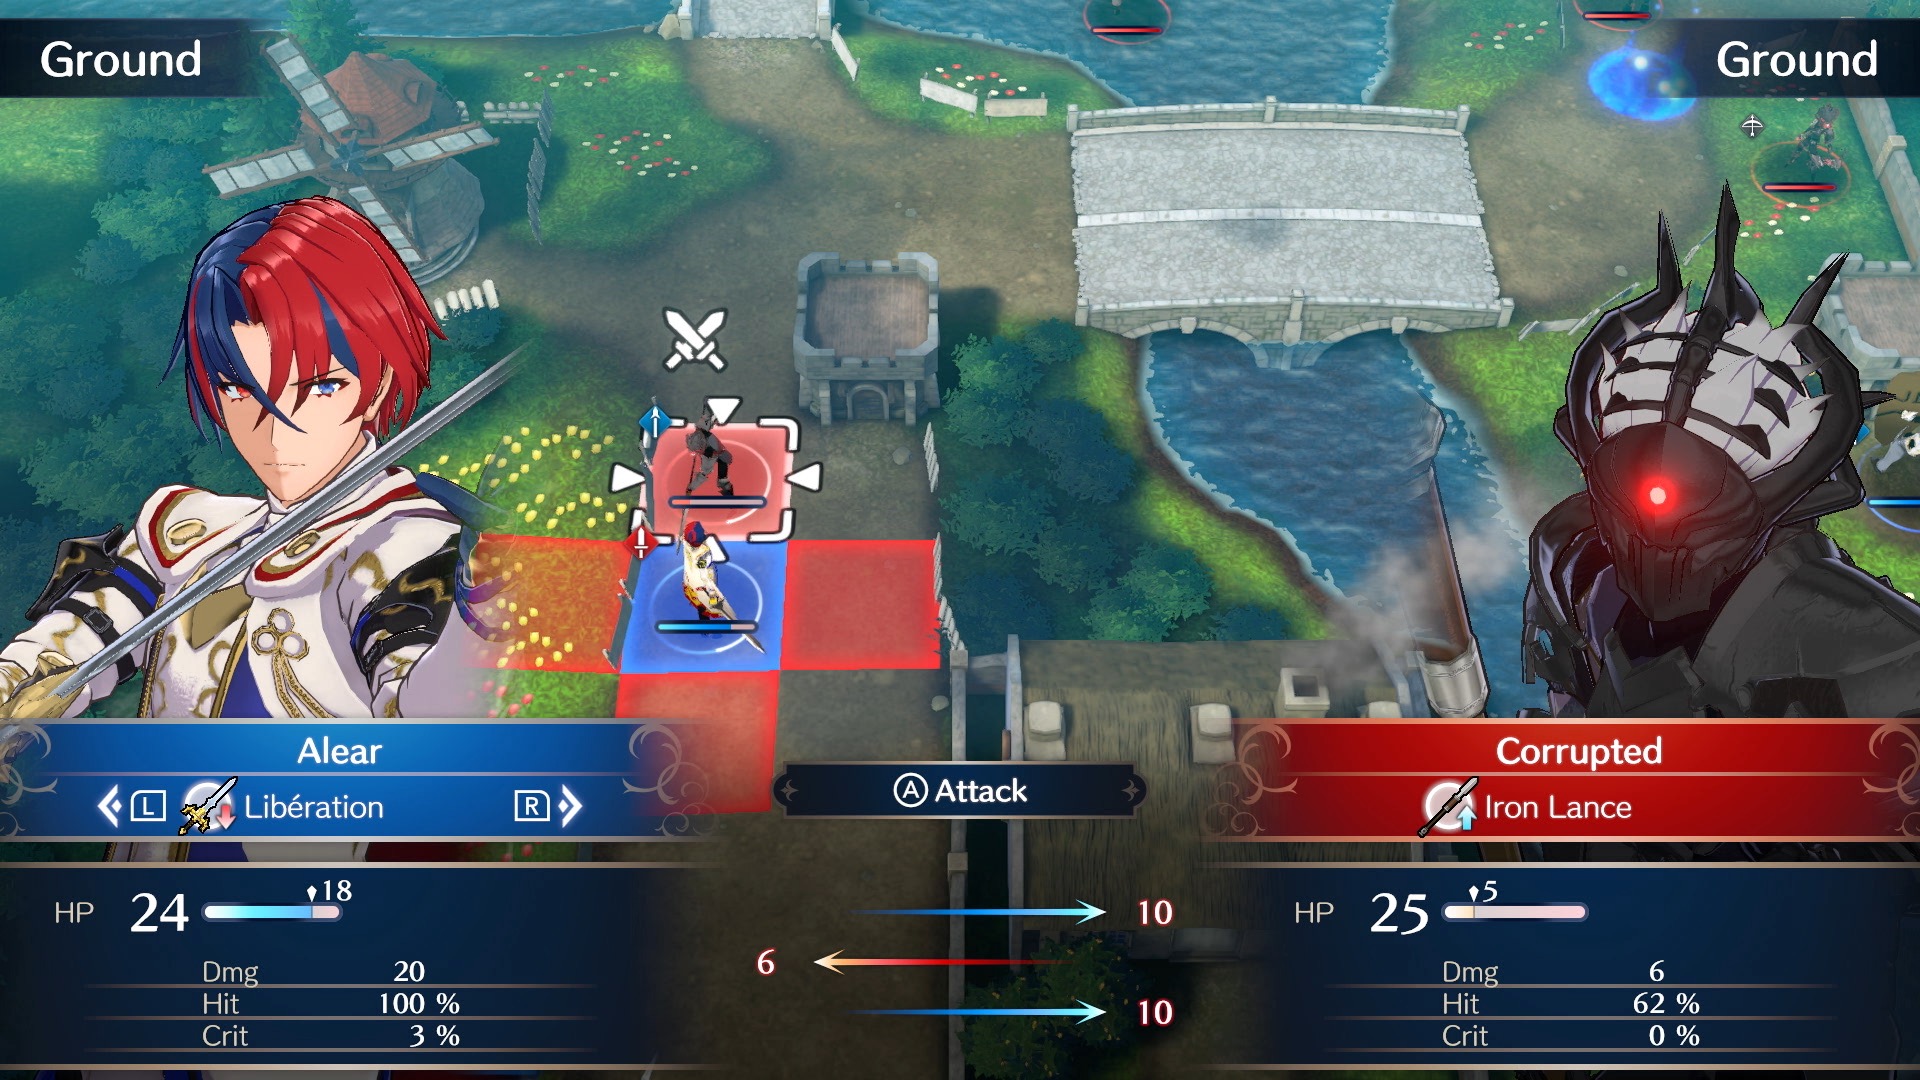 Ground
Ground
Alear
L Libération R
A Attack
Corrupted
Iron Lance
HP 24 18
Dmg 20
Hit 100 %
Crit 3 %
10
6
10
HP 25 5
Dmg 6
Hit 62 %
Crit 0 %